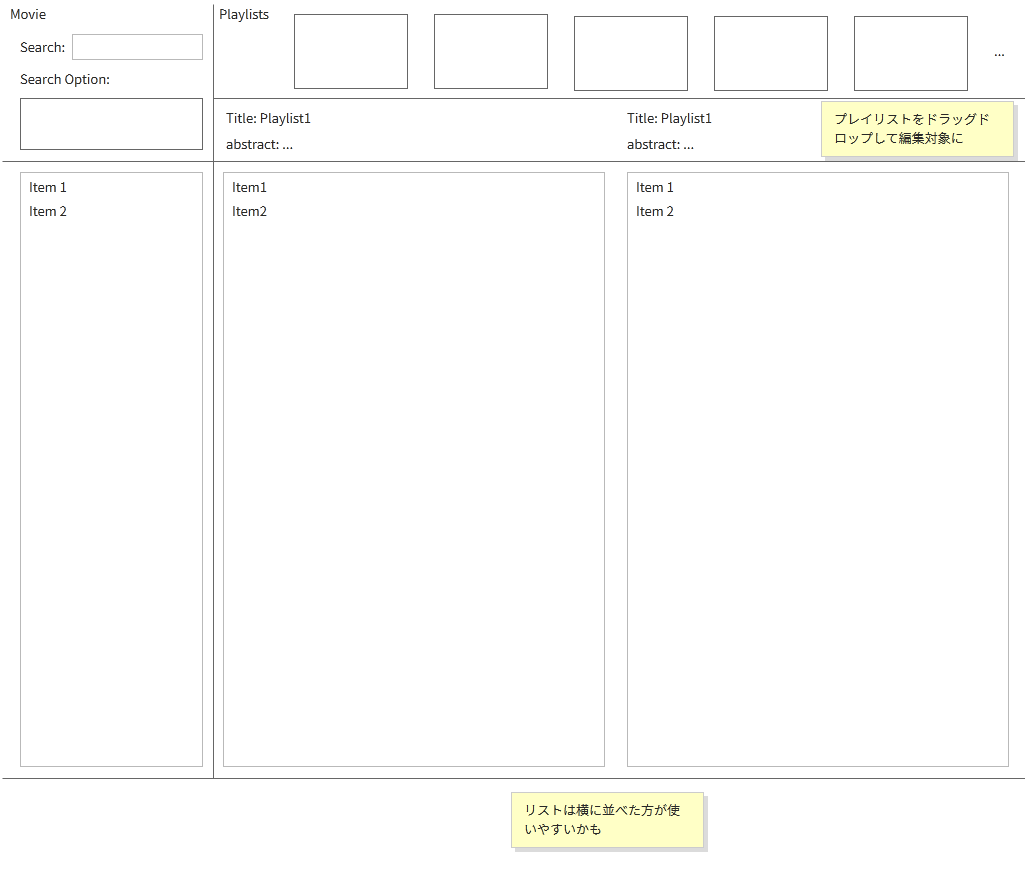 Movie
Search:
Search Option:
Playlists
...
Title: Playlist1
abstract: ...
Title: Playlist1
abstract: ...
プレイリストをドラッグド
ロップして編集対象に
Item 1
Item 2
Item1
Item2
Item 1
Item 2
リストは横に並べた方が使
いやすいかも